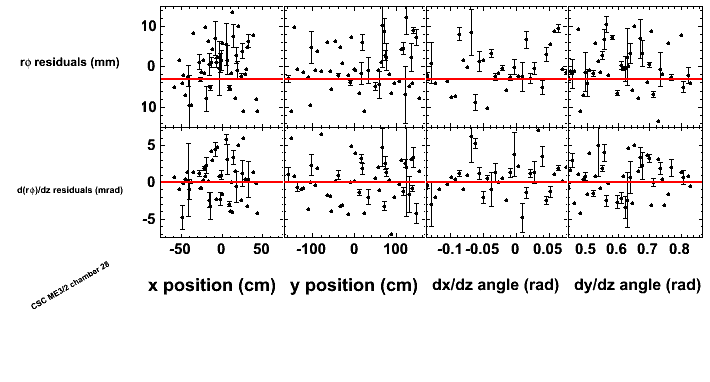 10
rϕ residuals (mm)
0
10
5
d(rϕ)/dz residuals (mrad)
0
-5
-50 0 50 -100 0 100 -0.1 -0.05 0 0.05 0.5 0.6 0.7 0.8
x position (cm) y position (cm) dx/dz angle (rad) dy/dz angle (rad)
CSC ME3/2 chamber 28